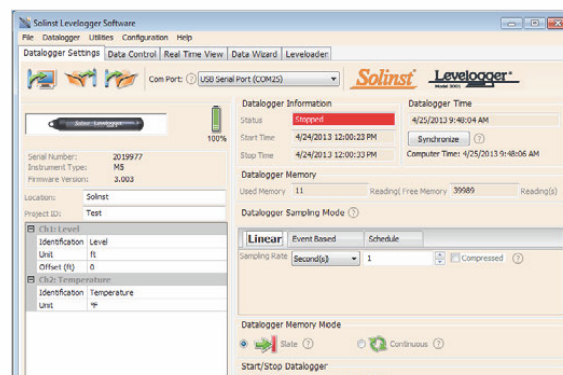 Solinst Levelogger Software
File Datalogger Utilities Configuration Help
Datalogger Settings Data Control Real Time View Data Wizard Leveloader
Com Port: ? USB Serial Port (COM25) Solinst Levelogger
Model 3001
Solinst Levelogger
100%
Serial Number: 2019977
Instrument Type: M5
Firmware Version: 3.003
Location: Solinst
Project ID: Test
Ch1: Level
Identification Level
Unit ft
Offset (ft) 0
Ch2: Temperature
Identification Temperature
Unit °F
Datalogger Information
Status Stopped
Start Time 4/24/2013 12:00:23 PM
Stop Time 4/24/2013 12:00:33 PM
Datalogger Time
4/25/2013 9:48:04 AM
Synchronize ?
Computer Time: 4/25/2013 9:48:06 AM
Datalogger Memory
Used Memory 11 Reading( Free Memory 39989 Reading(s)
Datalogger Sampling Mode ?
Linear Event Based Schedule
Sampling Rate Second(s) 1 Compressed ?
Datalogger Memory Mode
Slate ? Continuous ?
Start/Stop Datalogger